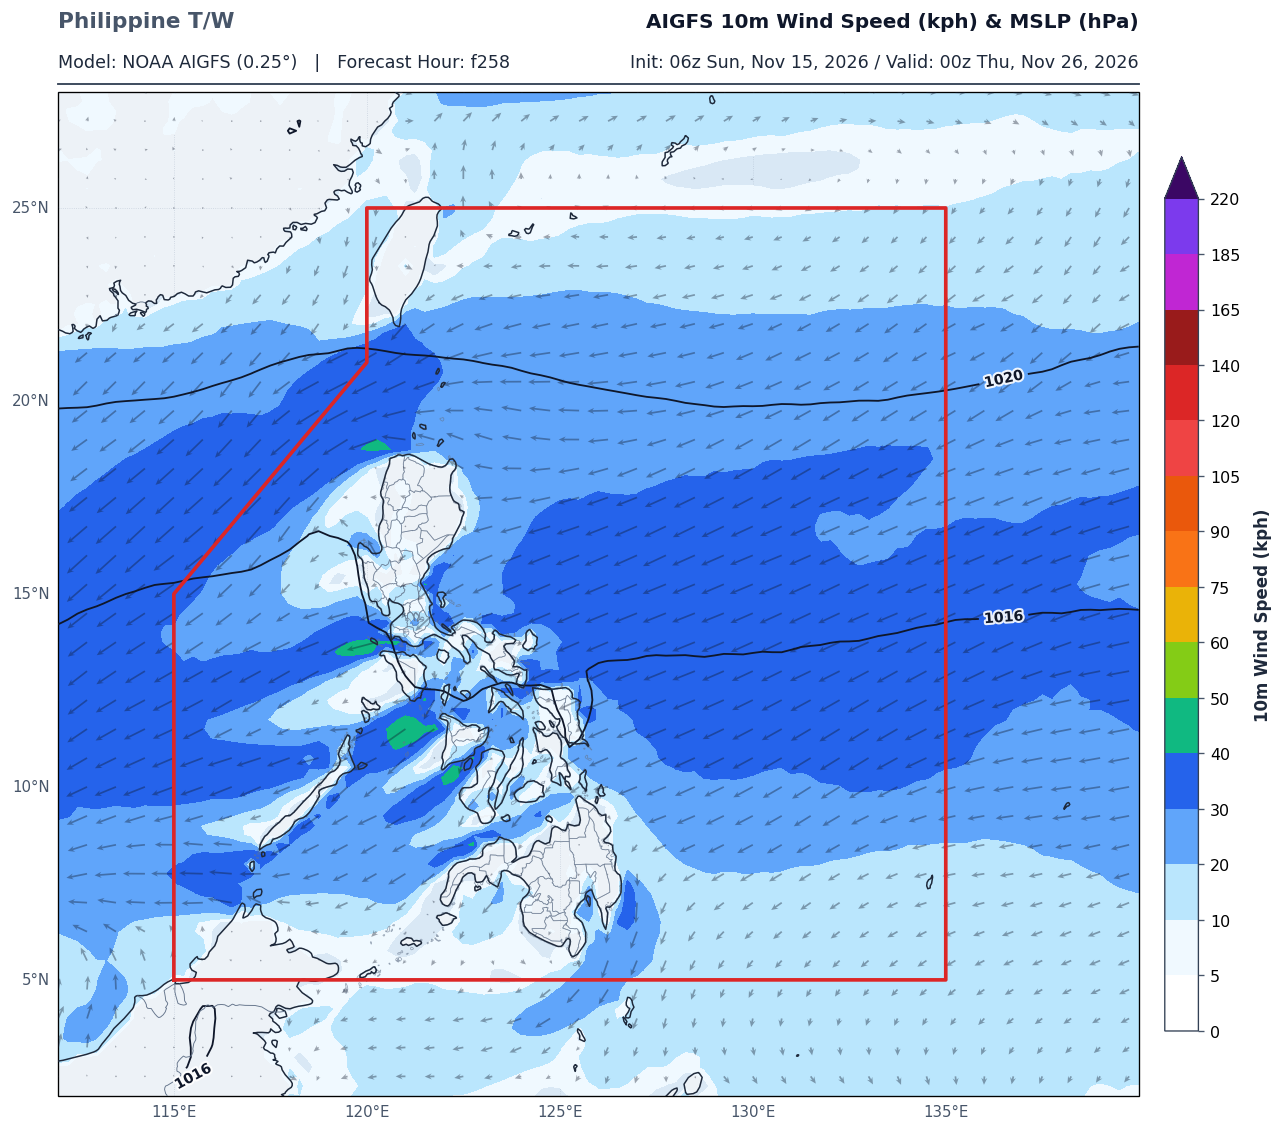 Philippine T/W
AIGFS 10m Wind Speed (kph) & MSLP (hPa)
Model: NOAA AIGFS (0.25°) | Forecast Hour: f258
Init: 06z Sun, Nov 15, 2026 / Valid: 00z Thu, Nov 26, 2026
25°N
20°N
15°N
10°N
5°N
1020
1016
1016
115°E
120°E
125°E
130°E
135°E
220
185
165
140
120
105
90
75
60
50
40
30
20
10
5
0
10m Wind Speed (kph)